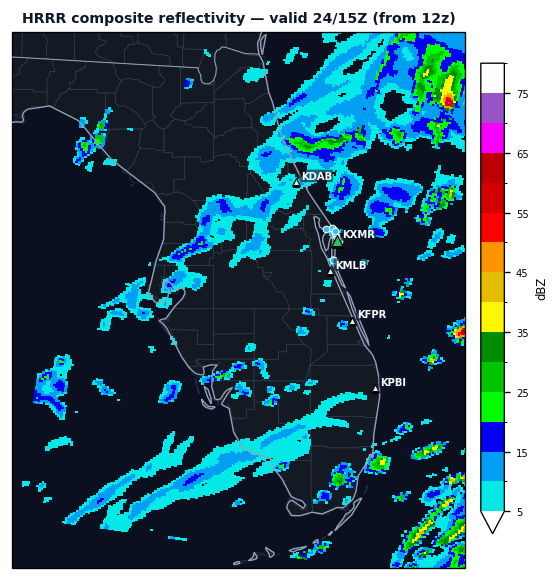 HRRR composite reflectivity — valid 24/15Z (from 12z)
KDAB
KXMR
KMLB
KFPR
KPBI
75
65
55
45
35
25
15
5
dBZ